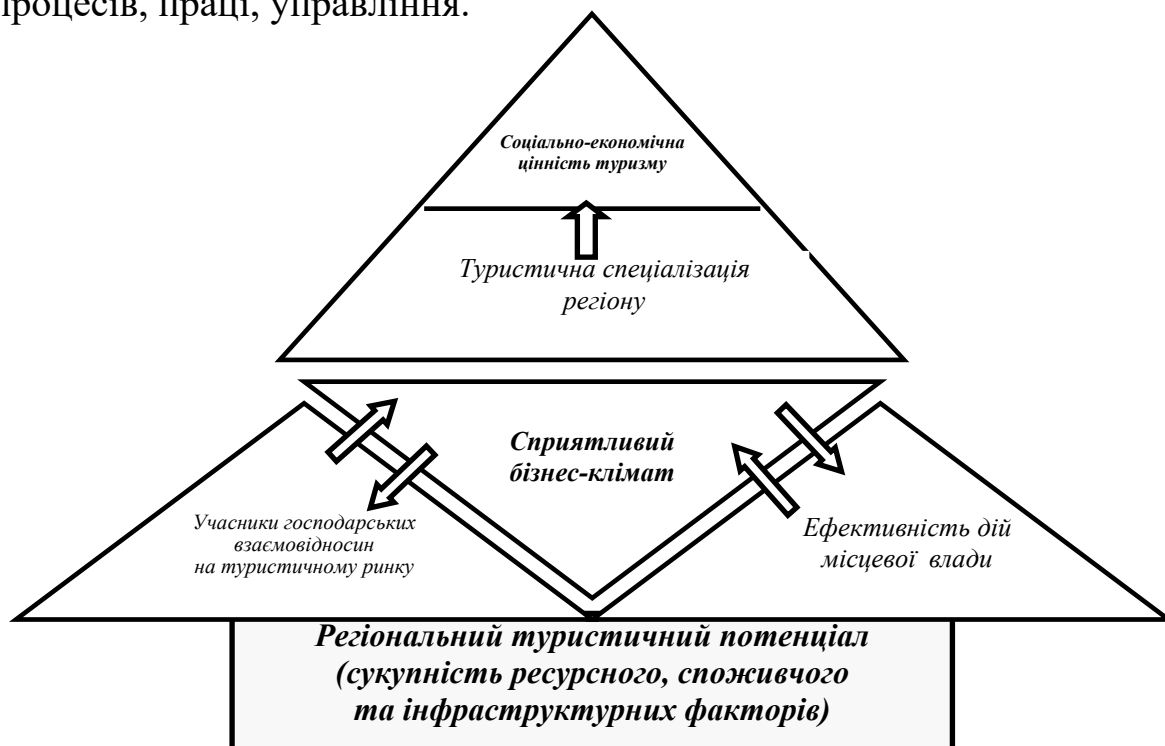 процесів, праці, управління.
Соціально-економічна
цінність туризму
Туристична спеціалізація
регіону
Сприятливий
бізнес-клімат
Учасники господарських
взаємовідносин
на туристичному ринку
Ефективність дій
місцевої влади
Регіональний туристичний потенціал
(сукупність ресурсного, споживчого
та інфраструктурних факторів)